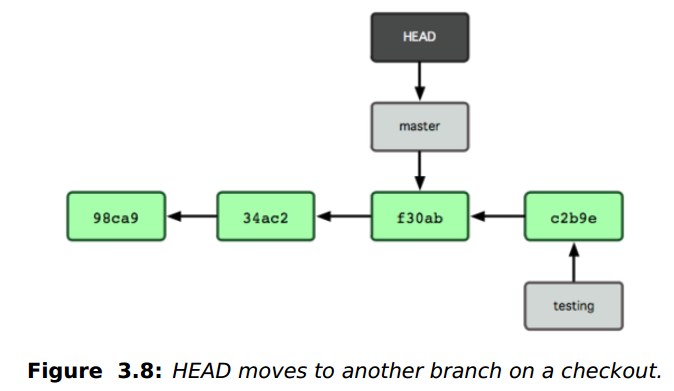 HEAD
master
98ca9
34ac2
f30ab
c2b9e
testing
Figure 3.8: HEAD moves to another branch on a checkout.